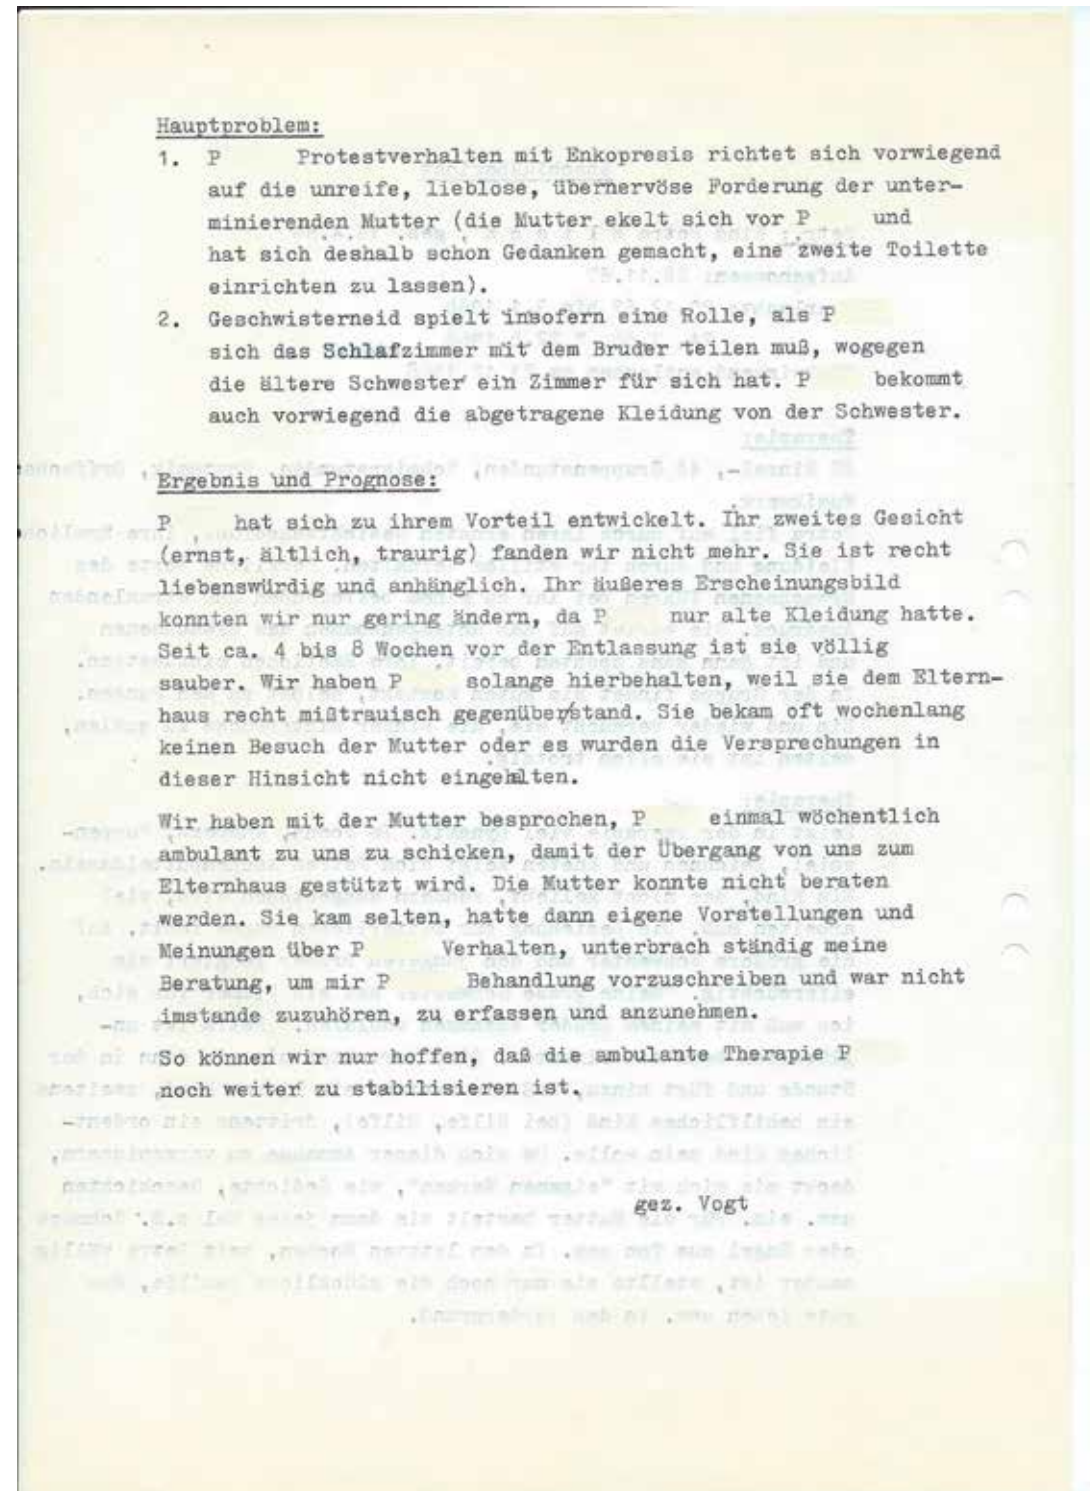 Hauptproblem:
1. P Protestverhalten mit Enkopresis richtet sich vorwiegend
auf die unreife, lieblose, übernervöse Forderung der unter-
minierenden Mutter (die Mutter ekelt sich vor P und
hat sich deshalb schon Gedanken gemacht, eine zweite Toilette
einrichten zu lassen).
2. Geschwisterneid spielt insofern eine Rolle, als P
sich das Schlafzimmer mit dem Bruder teilen muß, wogegen
die ältere Schwester ein Zimmer für sich hat. P bekommt
auch vorwiegend die abgetragene Kleidung von der Schwester.
Ergebnis und Prognose:
P hat sich zu ihrem Vorteil entwickelt. Ihr zweites Gesicht
(ernst, ältlich, traurig) fanden wir nicht mehr. Sie ist recht
liebenswürdig und anhänglich. Ihr äußeres Erscheinungsbild
konnten wir nur gering ändern, da P nur alte Kleidung hatte.
Seit ca. 4 bis 8 Wochen vor der Entlassung ist sie völlig
sauber. Wir haben P solange hierbehalten, weil sie dem Eltern-
haus recht mißtrauisch gegenüberstand. Sie bekam oft wochenlang
keinen Besuch der Mutter oder es wurden die Versprechungen in
dieser Hinsicht nicht eingehalten.
Wir haben mit der Mutter besprochen, P einmal wöchentlich
ambulant zu uns zu schicken, damit der Übergang von uns zum
Elternhaus gestützt wird. Die Mutter konnte nicht beraten
werden. Sie kam selten, hatte dann eigene Vorstellungen und
Meinungen über P Verhalten, unterbrach ständig meine
Beratung, um mir P Behandlung vorzuschreiben und war nicht
imstande zuzuhören, zu erfassen und anzunehmen.
So können wir nur hoffen, daß die ambulante Therapie P
noch weiter zu stabilisieren ist.
gez. Vogt